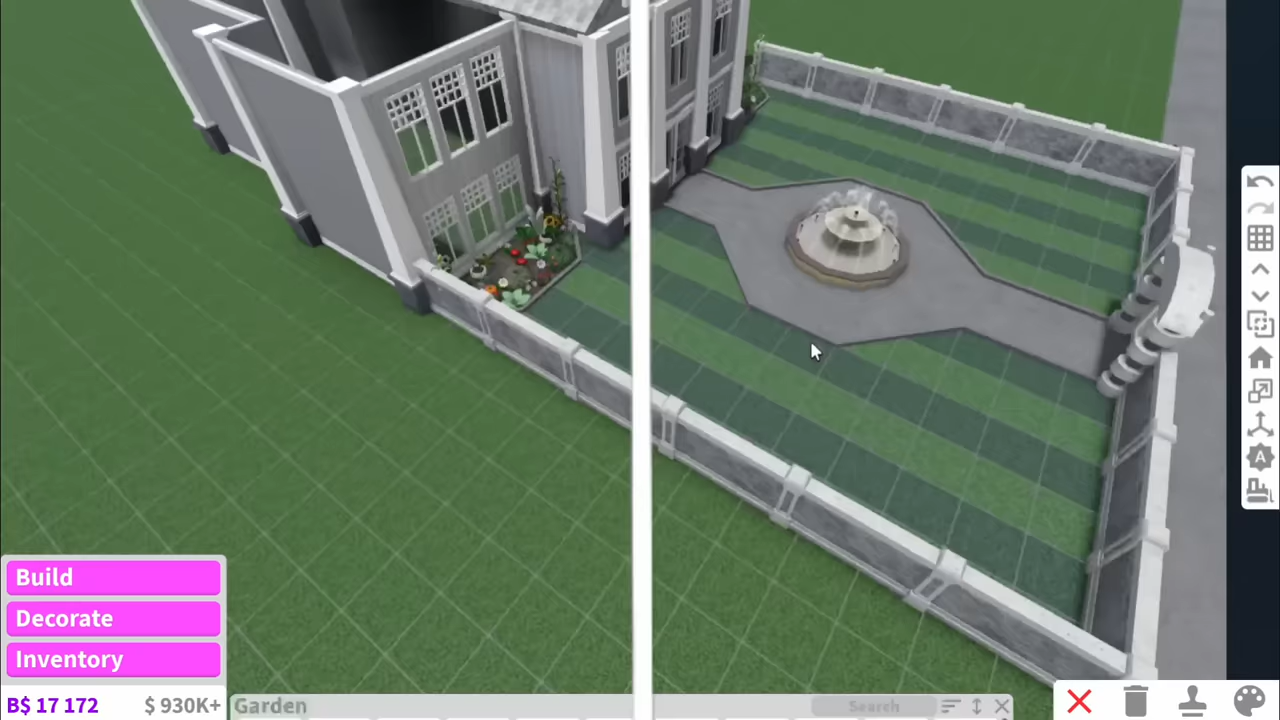 Build
Decorate
Inventory
B$ 17 172
$ 930K+
Garden
Search
A